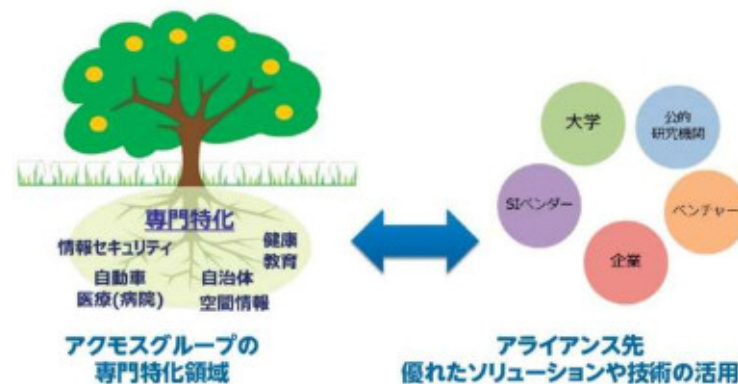 専門特化
情報セキュリティ
健康
教育
自動車
自治体
医療(病院)
空間情報
アクモスグループの
専門特化領域
大学
公的
研究機関
SIベンダー
ベンチャー
企業
アライアンス先
優れたソリューションや技術の活用